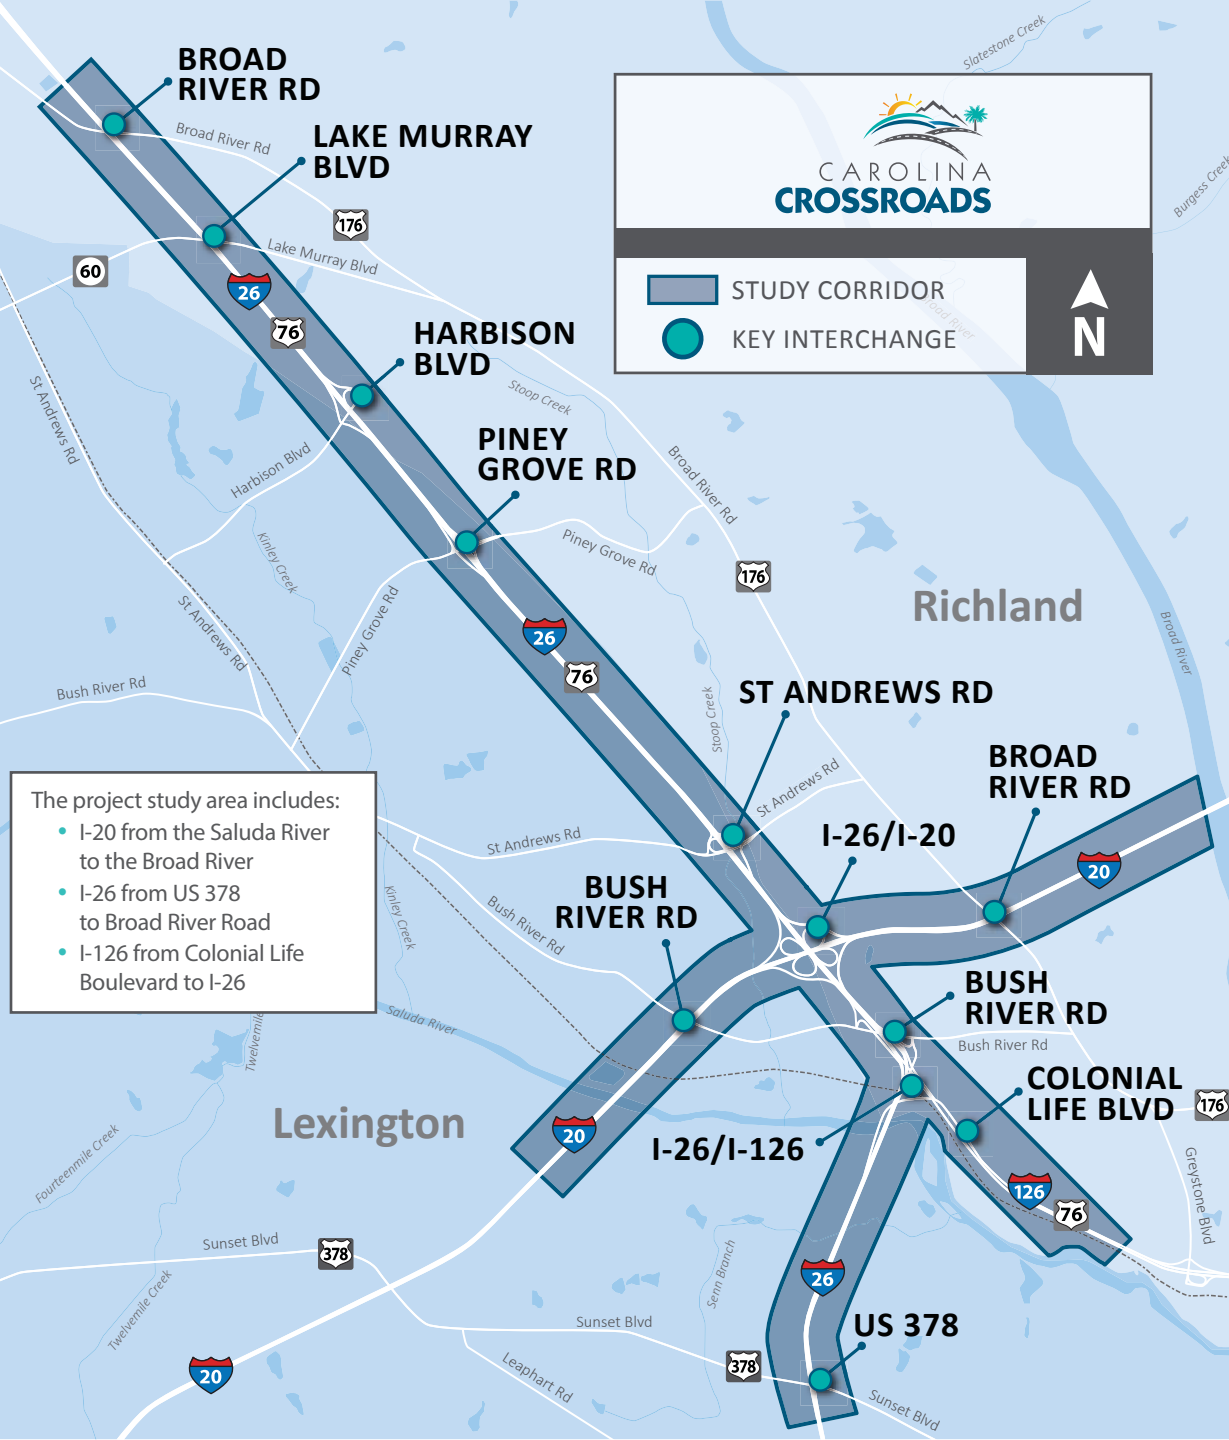 BROAD
RIVER RD
Slatestone Creek
Broad River Rd
LAKE MURRAY
BLVD
CAROLINA
CROSSROADS
Burgess Creek
176
Lake Murray Blvd
60
26
76
STUDY CORRIDOR
KEY INTERCHANGE
Broad River
N
HARBISON
BLVD
St Andrews Rd
Stoop Creek
PINEY
GROVE RD
Harbison Blvd
Broad River Rd
Kinley Creek
Piney Grove Rd
176
Richland
St Andrews Rd
Piney Grove Rd
26
76
Broad River
Bush River Rd
ST ANDREWS RD
Stoop Creek
BROAD
RIVER RD
St Andrews Rd
The project study area includes:
• I-20 from the Saluda River
to the Broad River
• I-26 from US 378
to Broad River Road
• I-126 from Colonial Life
Boulevard to I-26
St Andrews Rd
I-26/I-20
20
BUSH
RIVER RD
Kinley Creek
Bush River Rd
BUSH
RIVER RD
Saluda River
Twelvemile
Bush River Rd
COLONIAL
LIFE BLVD
176
Lexington
20
I-26/I-126
Fourteenmile Creek
126
76
Greystone Blvd
Sunset Blvd
378
Senn Branch
26
Twelvemile Creek
Sunset Blvd
US 378
20
Leaphart Rd
378
Sunset Blvd